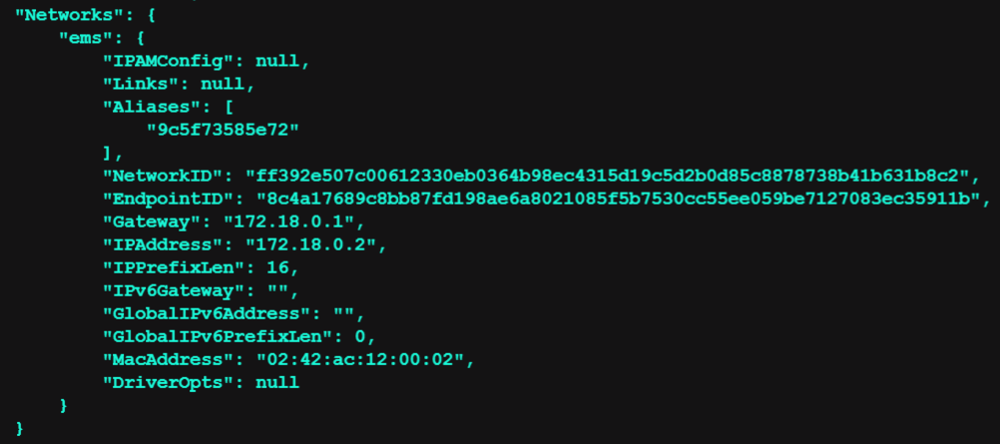 "Networks": {
"ems": {
"IPAMConfig": null,
"Links": null,
"Aliases": [
"9c5f73585e72"
],
"NetworkID": "ff392e507c00612330eb0364b98ec4315d19c5d2b0d85c8878738b41b631b8c2",
"EndpointID": "8c4a17689c8bb87fd198ae6a8021085f5b7530cc55ee059be7127083ec35911b",
"Gateway": "172.18.0.1",
"IPAddress": "172.18.0.2",
"IPPrefixLen": 16,
"IPv6Gateway": "",
"GlobalIPv6Address": "",
"GlobalIPv6PrefixLen": 0,
"MacAddress": "02:42:ac:12:00:02",
"DriverOpts": null
}
}